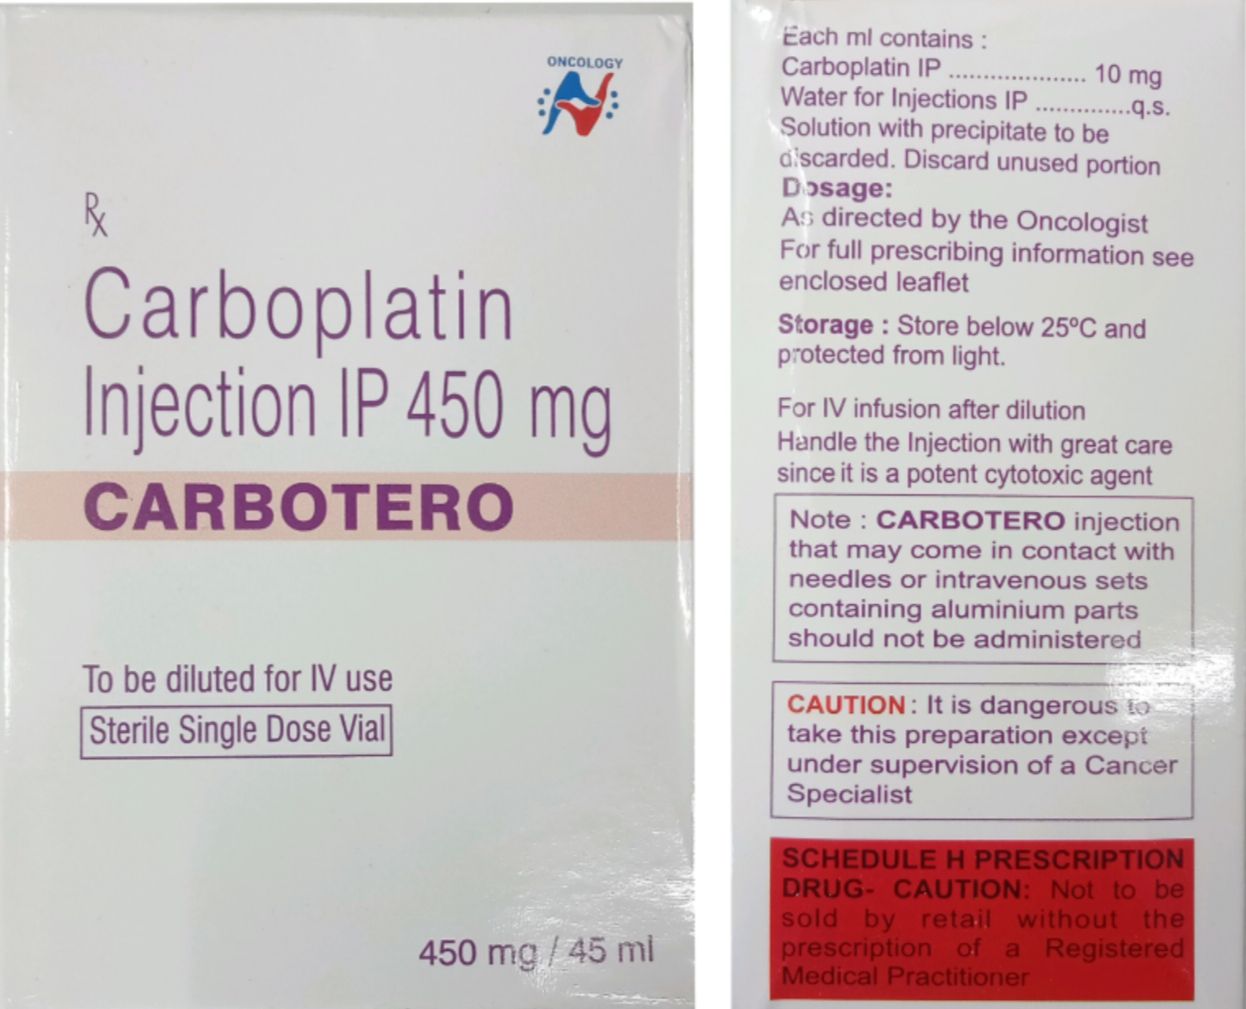 ONCOLOGY
Rx
Carboplatin
Injection IP 450 mg
CARBOTERO
To be diluted for IV use
Sterile Single Dose Vial
450 mg / 45 ml
Each ml contains :
Carboplatin IP .................... 10 mg
Water for Injections IP ..............q.s.
Solution with precipitate to be
discarded. Discard unused portion
Dosage:
As directed by the Oncologist
For full prescribing information see
enclosed leaflet
Storage : Store below 25ºC and
protected from light.
For IV infusion after dilution
Handle the Injection with great care
since it is a potent cytotoxic agent
Note : CARBOTERO injection
that may come in contact with
needles or intravenous sets
containing aluminium parts
should not be administered
CAUTION : It is dangerous to
take this preparation except
under supervision of a Cancer
Specialist
SCHEDULE H PRESCRIPTION
DRUG- CAUTION: Not to be
sold by retail without the
prescription of a Registered
Medical Practitioner